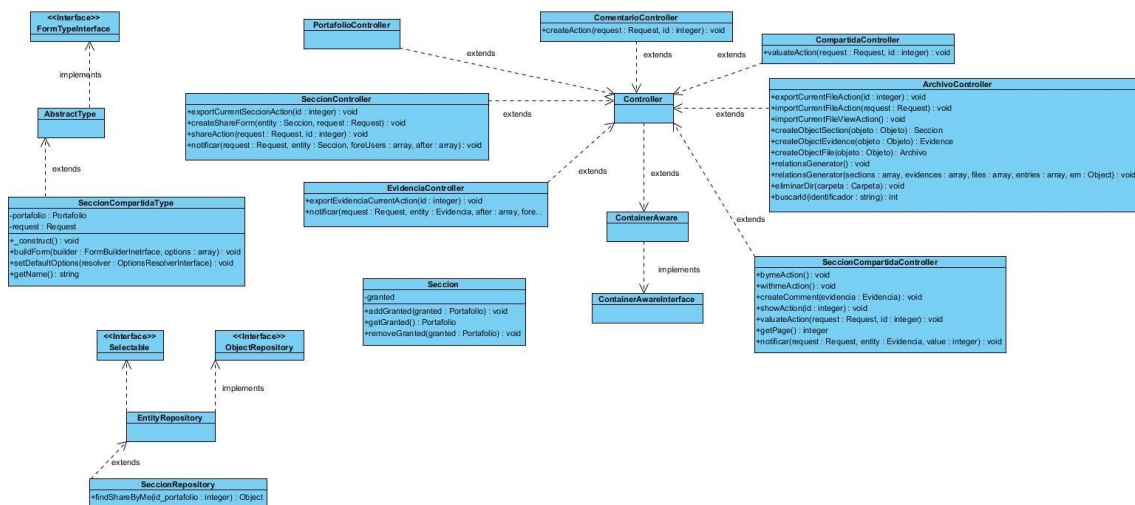 <<Interface>>
FormTypeInterface
implements
AbstractType
extends
SeccionCompartidaType
-portafolio : Portafolio
-request : Request
+_construct() : void
+buildForm(builder : FormBuilderInetrface, options : array) : void
+setDefaultOptions(resolver : OptionsResolverInterface) : void
+getName() : string
PortafolioController
extends
ComentarioController
+createAction(request : Request, id : integer) : void
extends
CompartidaController
+valuateAction(request : Request, id : integer) : void
extends
SeccionController
+exportCurrentSeccionAction(id : integer) : void
+createShareForm(entity : Seccion, request : Request) : void
+shareAction(request : Request, id : integer) : void
+notificar(request : Request, entity : Seccion, foreUsers : array, after : array) : void
extends
Controller
extends
ArchivoController
+exportCurrentFileAction(id : integer) : void
+importCurrentFileAction(request : Request) : void
+importCurrentFileViewAction() : void
+createObjectSection(objeto : Objeto) : Seccion
+createObjectEvidence(objeto : Objeto) : Evidence
+createObjectFile(objeto : Objeto) : Archivo
+relationsGenerator() : void
+relationsGenerator(sections : array, evidences : array, files : array, entries : array, em : Object) : void
+eliminarDir(carpeta : Carpeta) : void
+buscarId(identificador : string) : int
EvidenciaController
+exportEvidenciaCurrentAction(id : integer) : void
+notificar(request : Request, entity : Evidencia, after : array, fore...
extends
extends
ContainerAware
implements
ContainerAwareInterface
extends
SeccionCompartidaController
+bymeAction() : void
+withmeAction() : void
+createComment(evidencia : Evidencia) : void
+showAction(id : integer) : void
+valuateAction(request : Request, id : integer) : void
+getPage() : integer
+notificar(request : Request, entity : Evidencia, value : integer) : void
Seccion
-granted
+addGranted(granted : Portafolio) : void
+getGranted() : Portafolio
+removeGranted(granted : Portafolio) : void
<<Interface>>
Selectable
<<Interface>>
ObjectRepository
implements
EntityRepository
extends
SeccionRepository
+findShareByMe(id_portafolio : integer) : Object